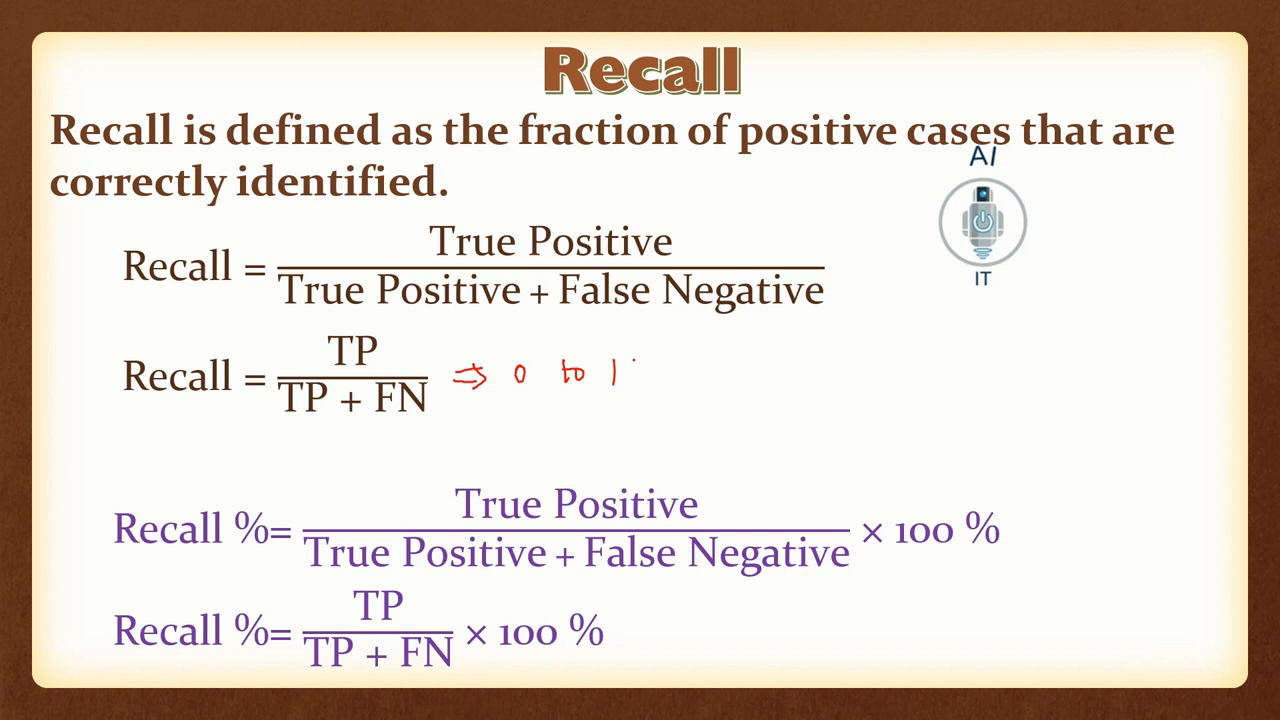 Recall
Recall is defined as the fraction of positive cases that are
correctly identified.
AI
IT
Recall = True Positive / True Positive + False Negative
Recall = TP / TP + FN ⇒ 0 to 1
Recall %= True Positive / True Positive + False Negative × 100 %
Recall %= TP / TP + FN × 100 %